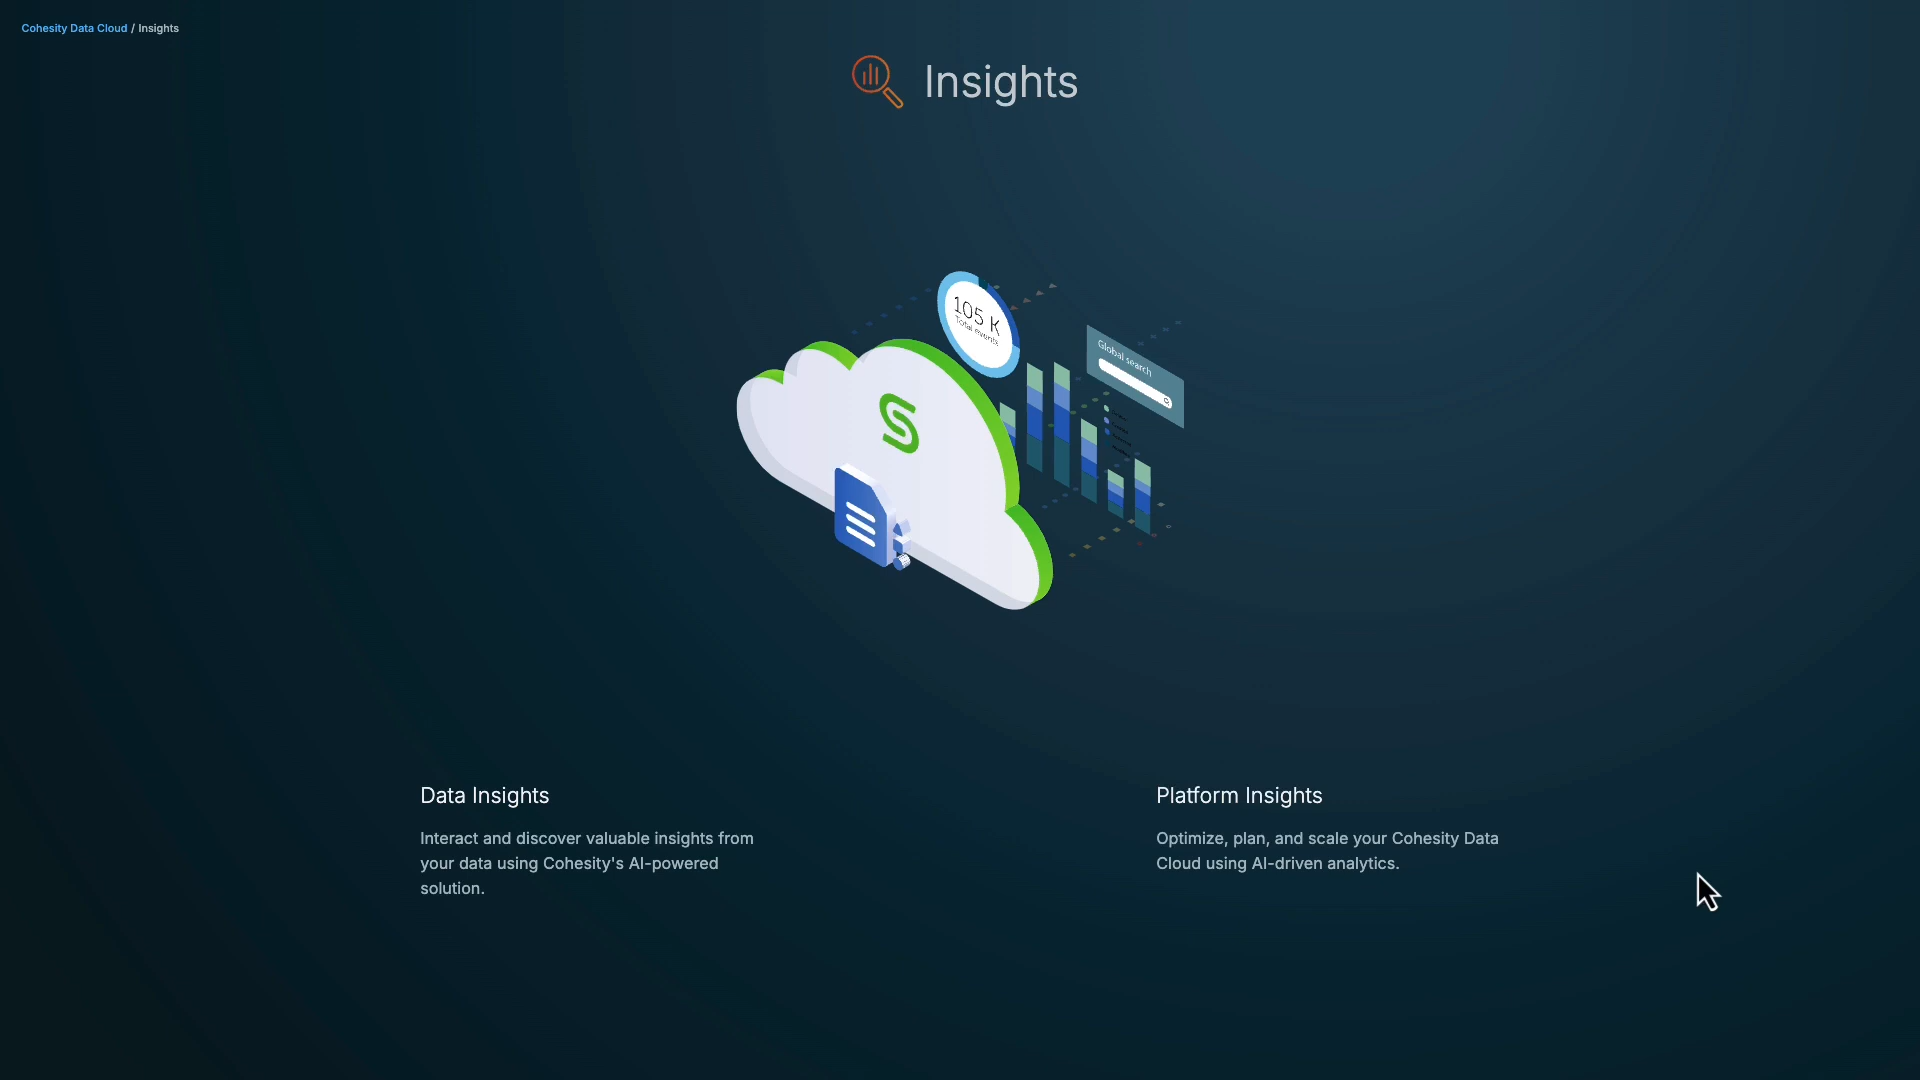 Cohesity Data Cloud / Insights
Insights
105 K
Total events
Global search
Data Insights
Interact and discover valuable insights from
your data using Cohesity's AI-powered
solution.
Platform Insights
Optimize, plan, and scale your Cohesity Data
Cloud using AI-driven analytics.